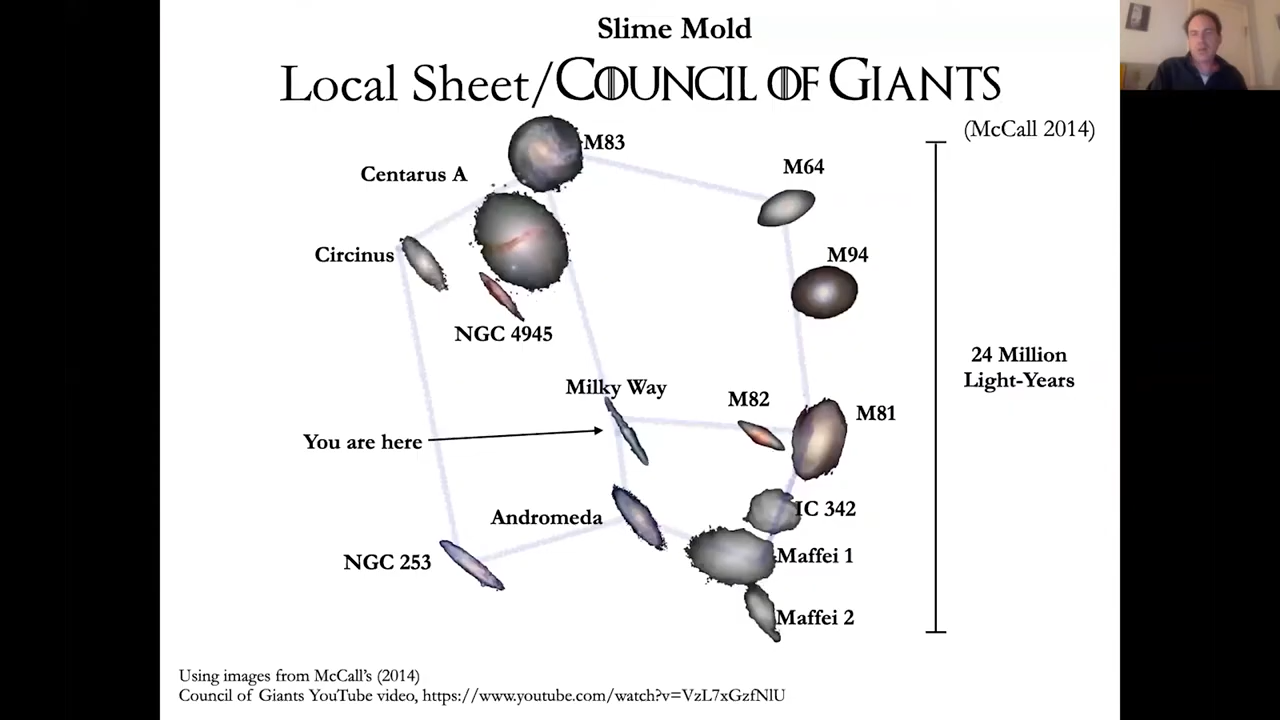 Slime Mold
Local Sheet/COUNCIL OF GIANTS
(McCall 2014)
M83
M64
Centarus A
Circinus
M94
NGC 4945
24 Million
Light-Years
Milky Way
M82
M81
You are here
Andromeda
IC 342
NGC 253
Maffei 1
Maffei 2
Using images from McCall's (2014)
Council of Giants YouTube video, https://www.youtube.com/watch?v=VzL7xGzfNlU